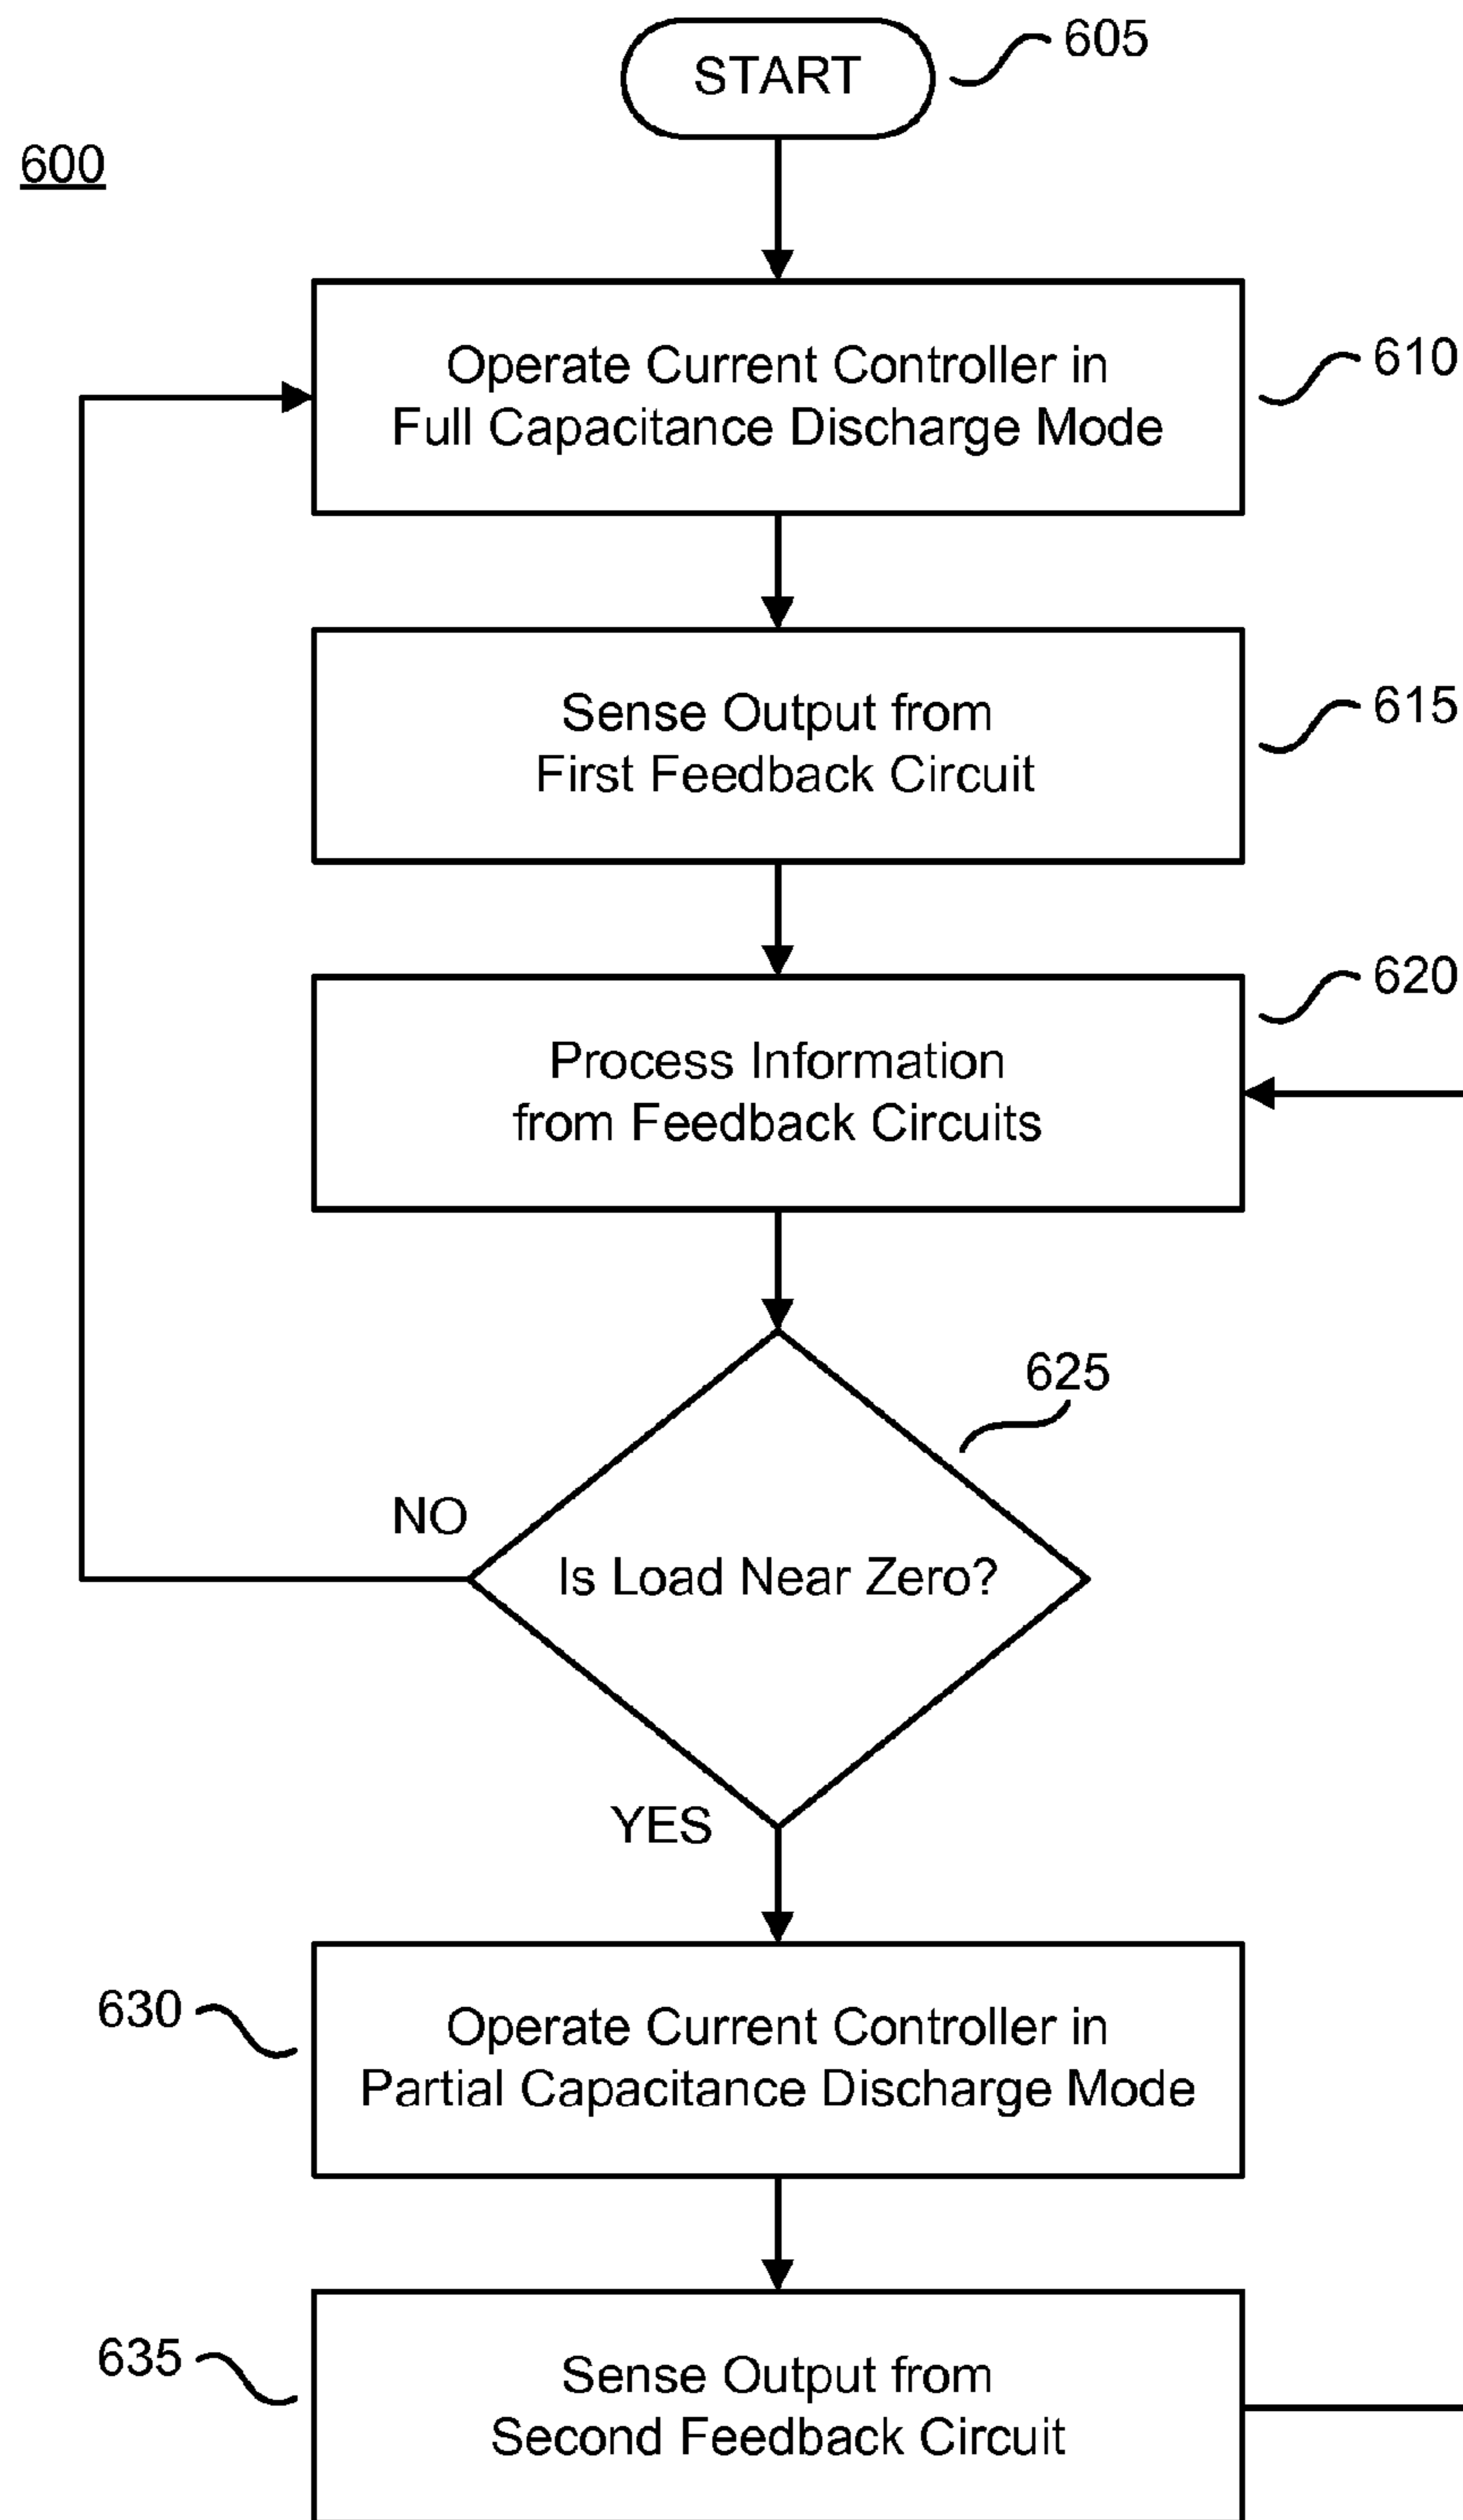 START
605
600
Operate Current Controller in
Full Capacitance Discharge Mode
610
Sense Output from
First Feedback Circuit
615
620
Process Information
from Feedback Circuits
625
NO
Is Load Near Zero?
YES
630
Operate Current Controller in
Partial Capacitance Discharge Mode
635
Sense Output from
Second Feedback Circuit